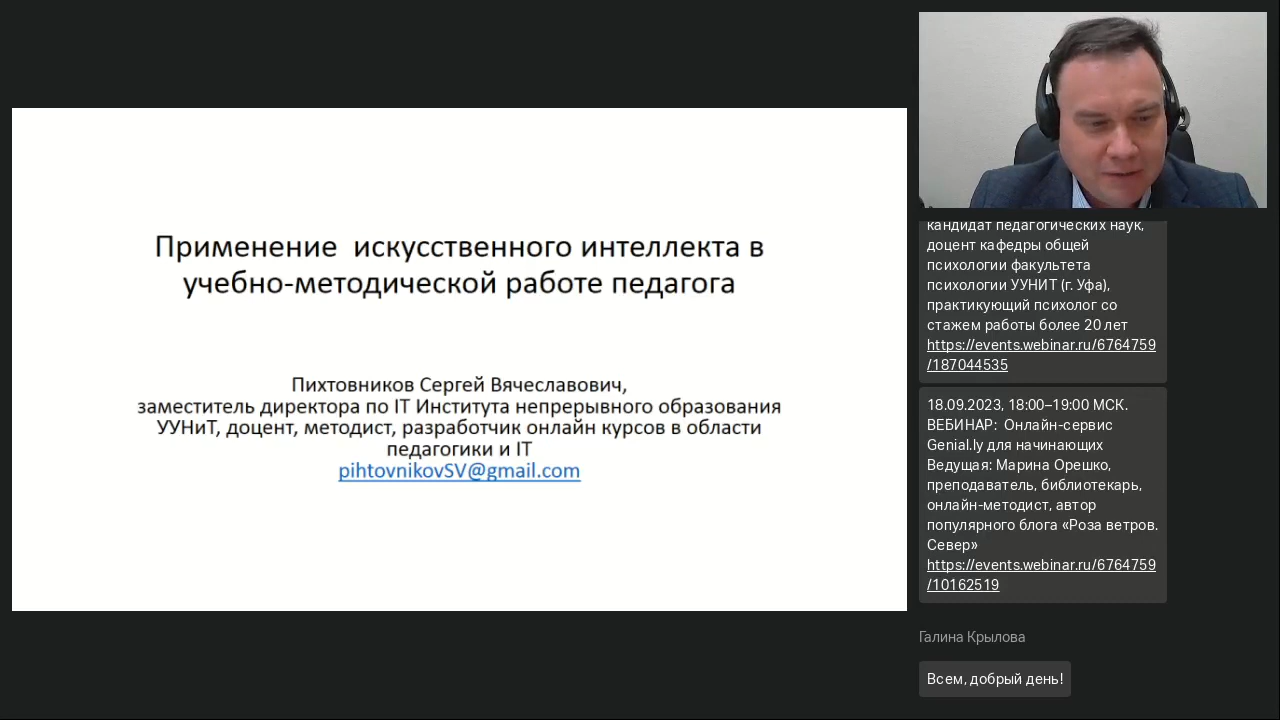 Применение искусственного интеллекта в
учебно-методической работе педагога
Пихтовников Сергей Вячеславович,
заместитель директора по IT Института непрерывного образования
УУНиТ, доцент, методист, разработчик онлайн курсов в области
педагогики и IT
pihtovnikovSV@gmail.com
кандидат педагогических наук,
доцент кафедры общей
психологии факультета
психологии УУНИТ (г. Уфа),
практикующий психолог со
стажем работы более 20 лет
https://events.webinar.ru/6764759
/187044535
18.09.2023, 18:00–19:00 МСК.
ВЕБИНАР: Онлайн-сервис
Genial.ly для начинающих
Ведущая: Марина Орешко,
преподаватель, библиотекарь,
онлайн-методист, автор
популярного блога «Роза ветров.
Север»
https://events.webinar.ru/6764759
/10162519
Галина Крылова
Всем, добрый день!